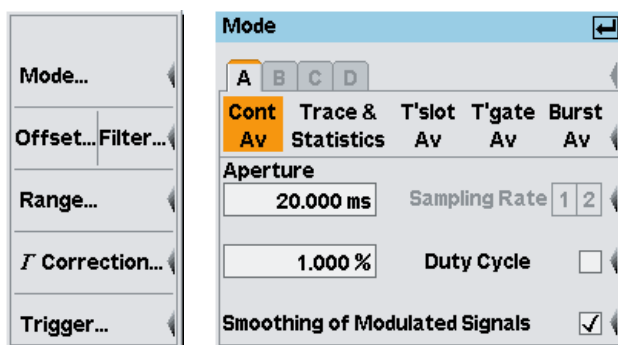 Mode...
Offset... Filter...
Range...
Γ Correction...
Trigger...
Mode
A B C D
Cont Av Trace & Statistics T'slot Av T'gate Av Burst Av
Aperture
20.000 ms Sampling Rate 1 2
1.000 % Duty Cycle
Smoothing of Modulated Signals